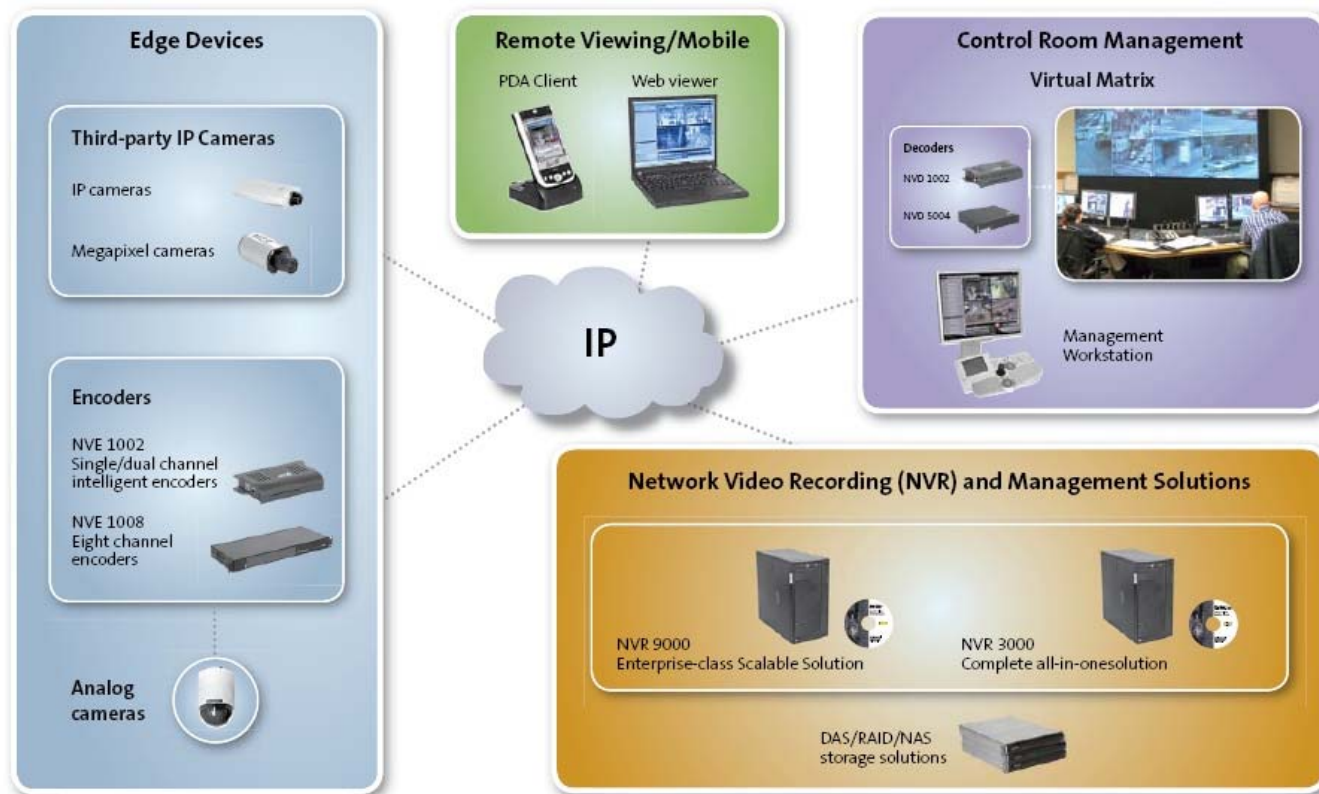 Edge Devices
Third-party IP Cameras
IP cameras
Megapixel cameras
Encoders
NVE 1002
Single/dual channel
intelligent encoders
NVE 1008
Eight channel
encoders
Analog
cameras
Remote Viewing/Mobile
PDA Client
Web viewer
IP
Control Room Management
Virtual Matrix
Decoders
NVD 1002
NVD 5004
Management
Workstation
Network Video Recording (NVR) and Management Solutions
NVR 9000
Enterprise-class Scalable Solution
NVR 3000
Complete all-in-onesolution
DAS/RAID/NAS
storage solutions